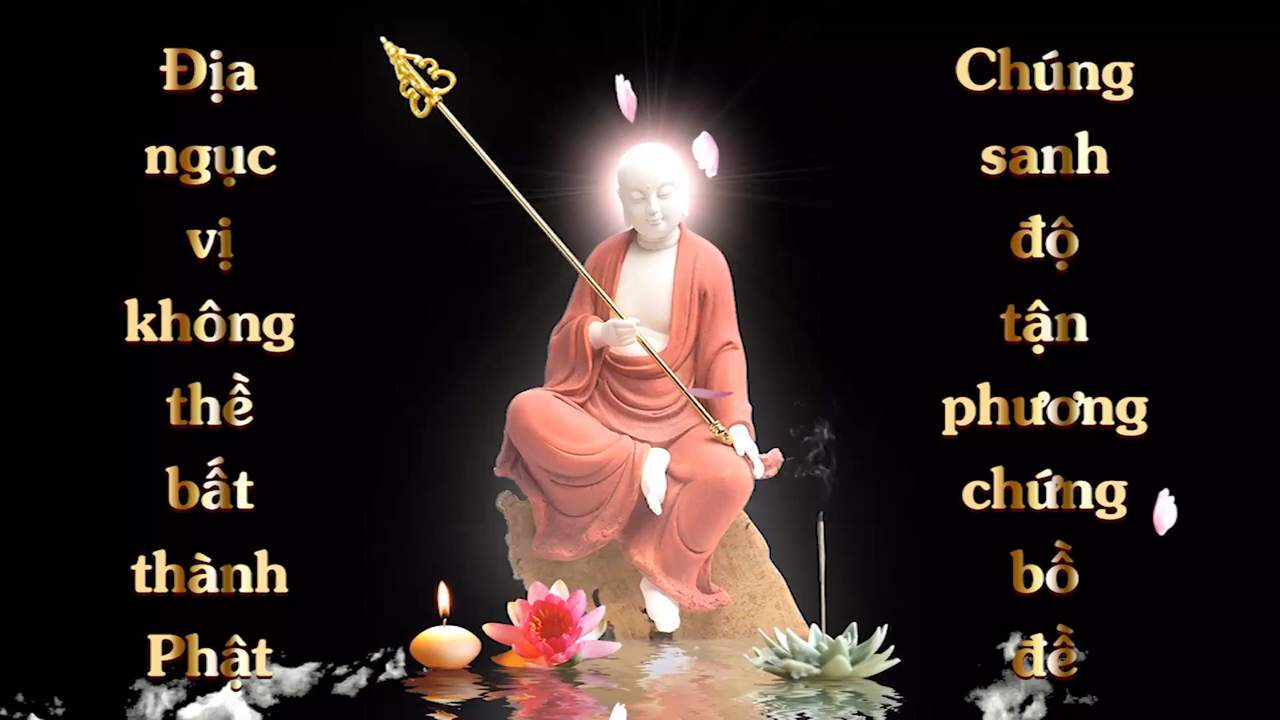 Địa
ngục
vị
không
thề
bất
thành
Phật
Chúng
sanh
độ
tận
phương
chứng
bồ
đề